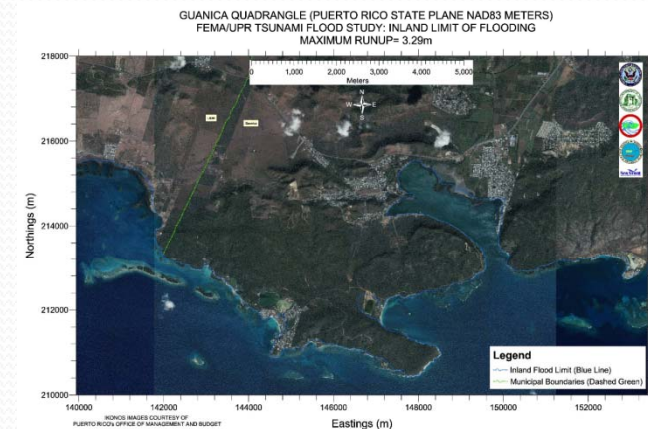 GUANICA QUADRANGLE (PUERTO RICO STATE PLANE NAD83 METERS)
FEMA/UPR TSUNAMI FLOOD STUDY: INLAND LIMIT OF FLOODING
MAXIMUM RUNUP= 3.29m
218000
216000
214000
212000
210000
Northings (m)
0 1,000 2,000 3,000 4,000 5,000
Meters
N
W E
S
Legend
Inland Flood Limit (Blue Line)
Municipal Boundaries (Dashed Green)
140000 142000 144000 146000 148000 150000 152000
Eastings (m)
IKONOS IMAGES COURTESY OF
PUERTO RICO's OFFICE OF MANAGEMENT AND BUDGET